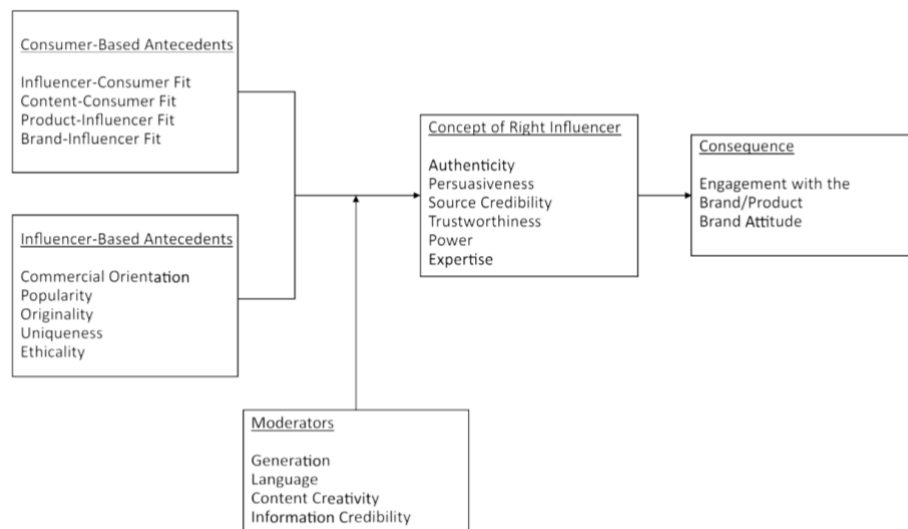 Consumer-Based Antecedents
Influencer-Consumer Fit
Content-Consumer Fit
Product-Influencer Fit
Brand-Influencer Fit
Influencer-Based Antecedents
Commercial Orientation
Popularity
Originality
Uniqueness
Ethicality
Moderators
Generation
Language
Content Creativity
Information Credibility
Concept of Right Influencer
Authenticity
Persuasiveness
Source Credibility
Trustworthiness
Power
Expertise
Consequence
Engagement with the
Brand/Product
Brand Attitude